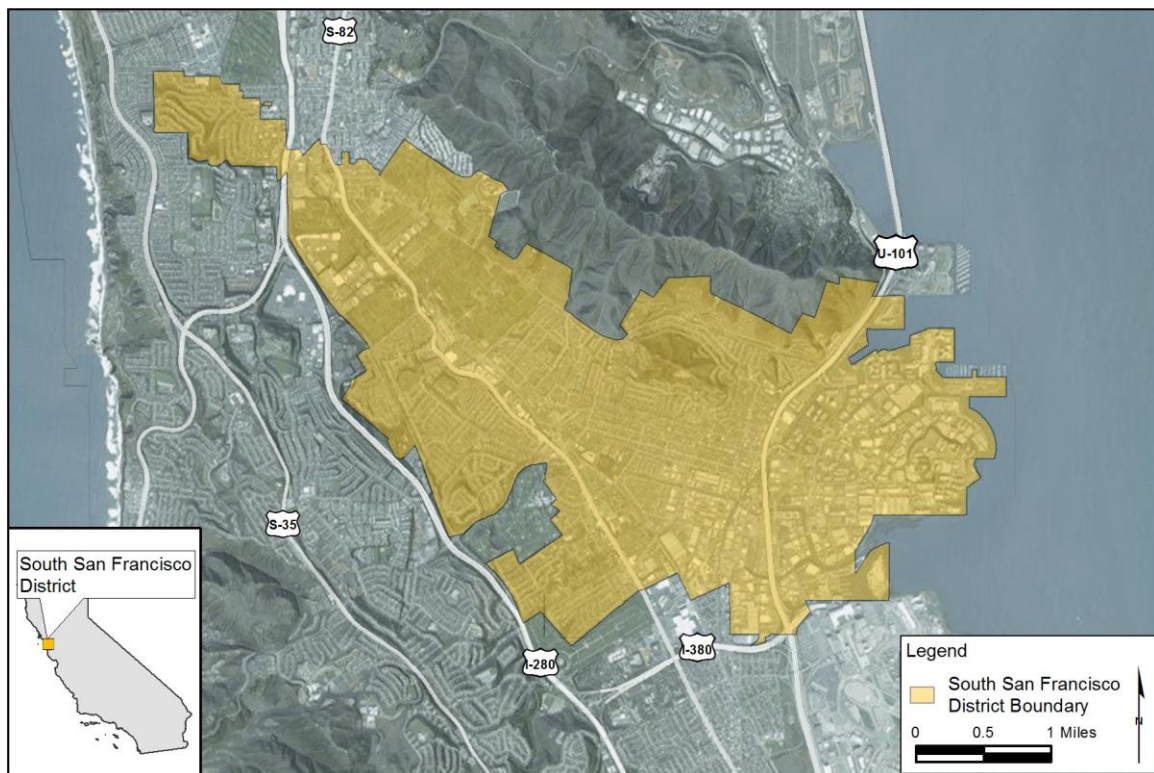 S-82
U-101
S-35
I-280
I-380
South San Francisco
District
Legend
South San Francisco
District Boundary
0 0.5 1 Miles
N